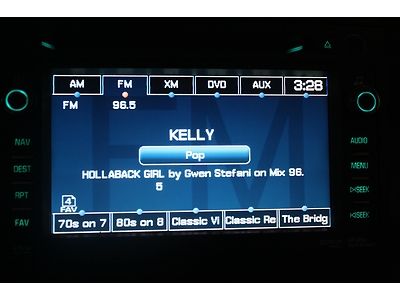 AM FM XM DVD AUX 3:28
FM 96.5
NAV
AUDIO
KELLY
Pop
DEST
MENU
HOLLABACK GIRL by Gwen Stefani on Mix 96.
5
RPT
SEEK
4
FAV
FAV
SEEK
70s on 7 80s on 8 Classic Vi Classic Re The Bridg